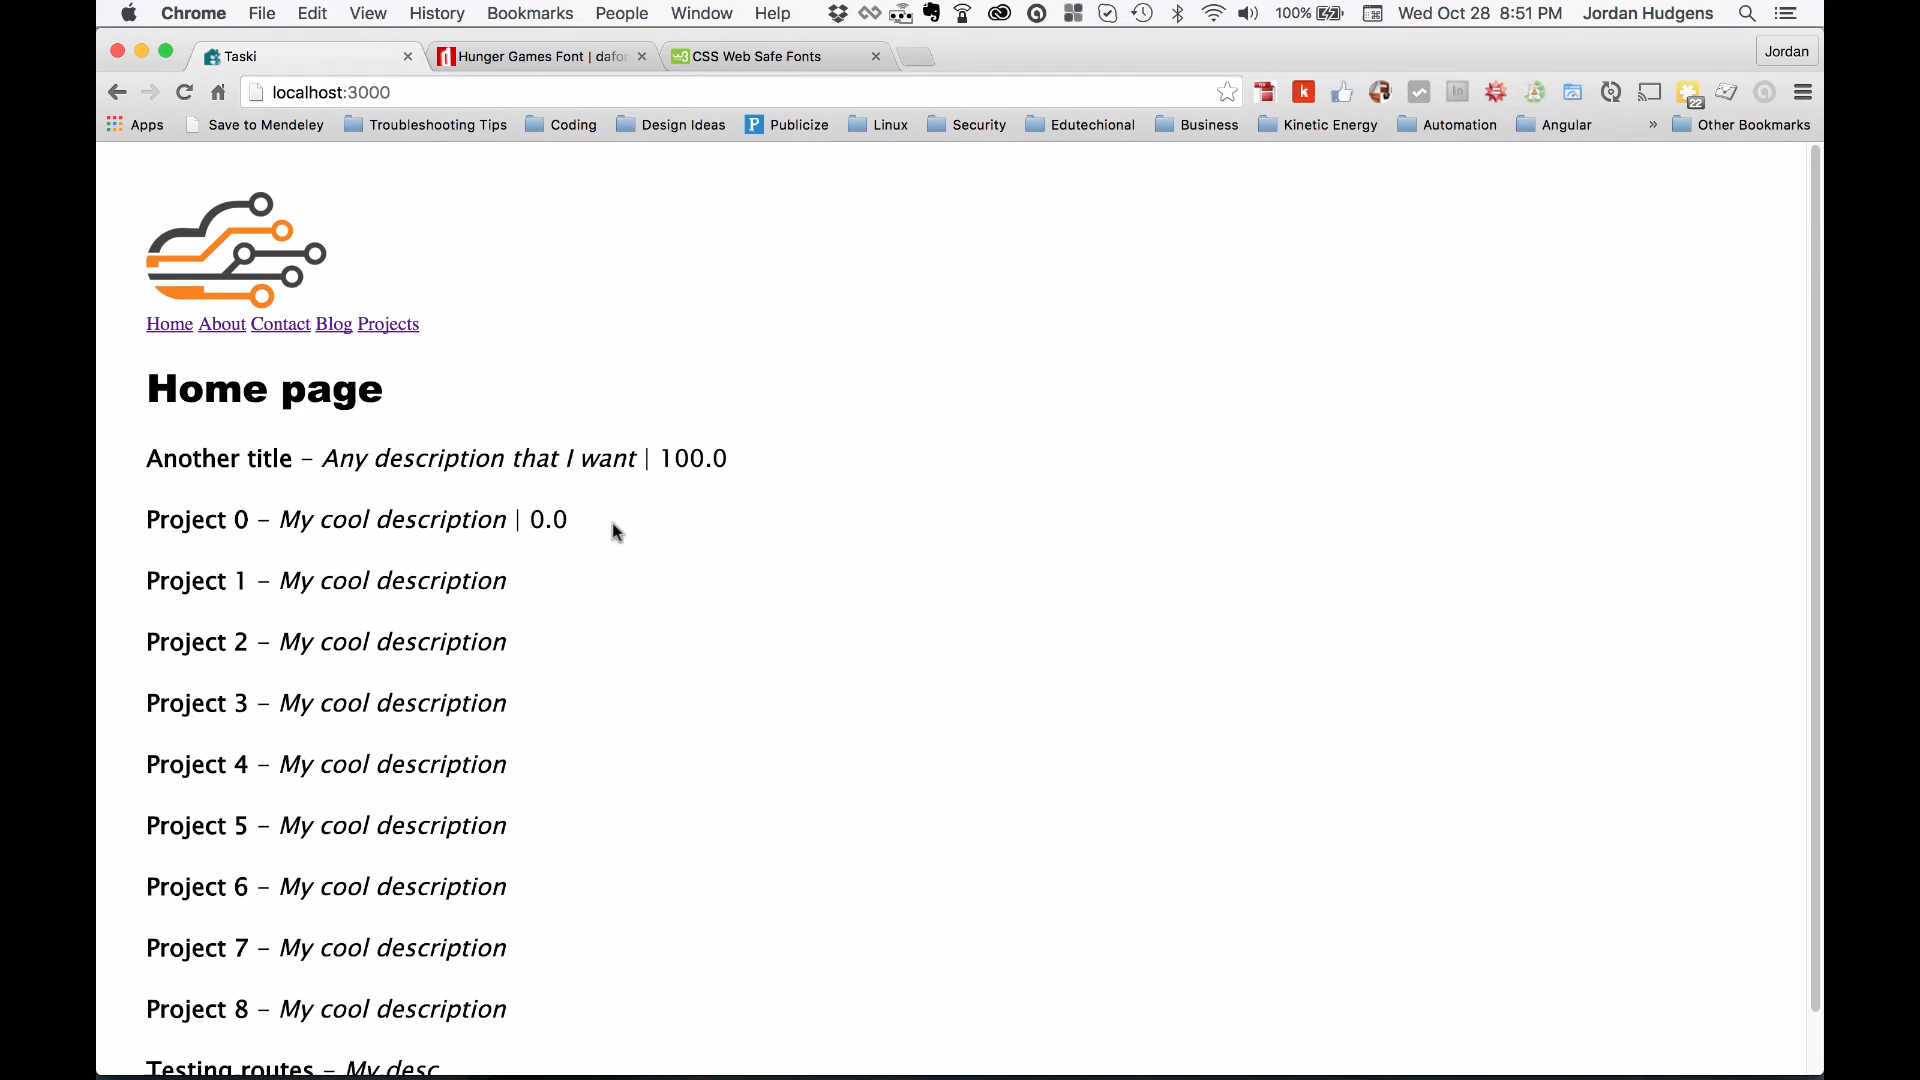 Chrome File Edit View History Bookmarks People Window Help 100% Wed Oct 28 8:51 PM Jordan Hudgens
Taski Hunger Games Font | dafon CSS Web Safe Fonts Jordan
localhost:3000 22
Apps Save to Mendeley Troubleshooting Tips Coding Design Ideas Publicize Linux Security Edutechional Business Kinetic Energy Automation Angular » Other Bookmarks
Home About Contact Blog Projects
Home page
Another title – Any description that I want | 100.0
Project 0 – My cool description | 0.0
Project 1 – My cool description
Project 2 – My cool description
Project 3 – My cool description
Project 4 – My cool description
Project 5 – My cool description
Project 6 – My cool description
Project 7 – My cool description
Project 8 – My cool description
Testing routes – My desc